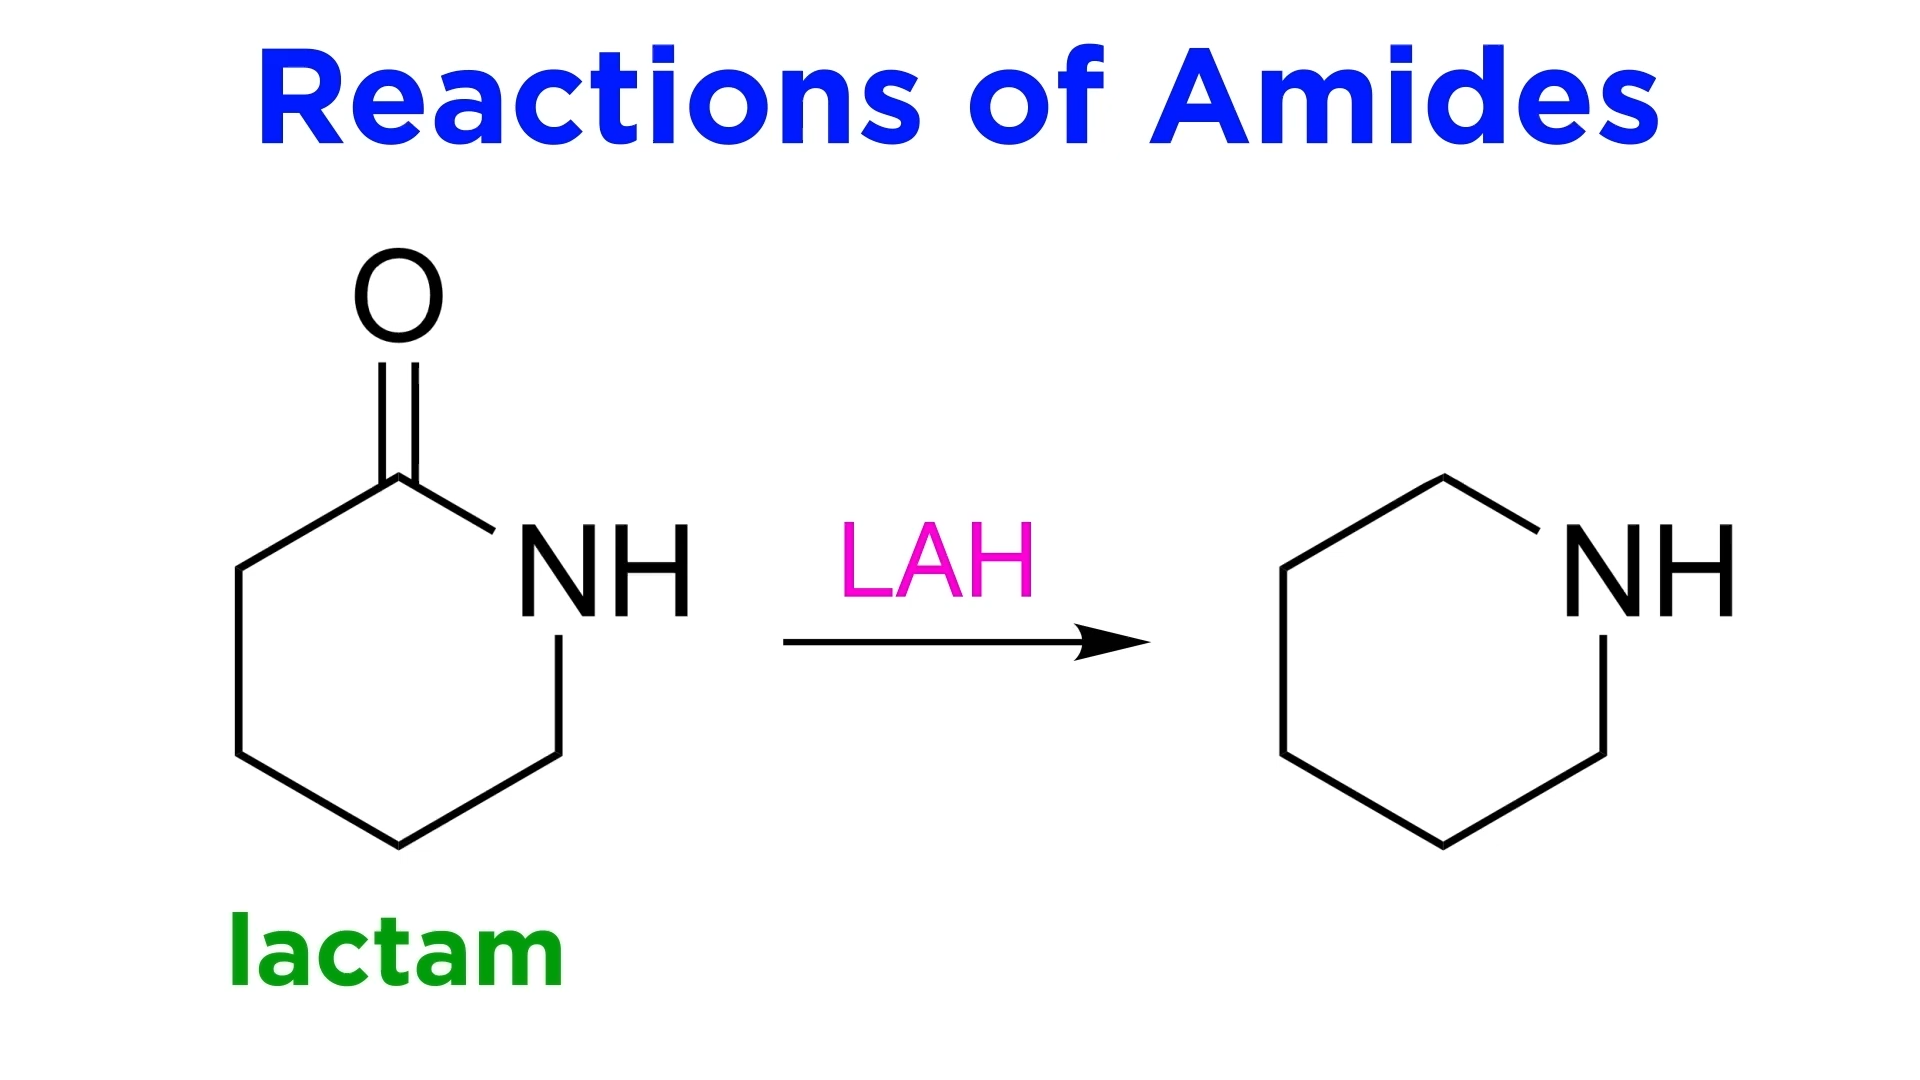 Reactions of Amides
O
NH
LAH
NH
lactam